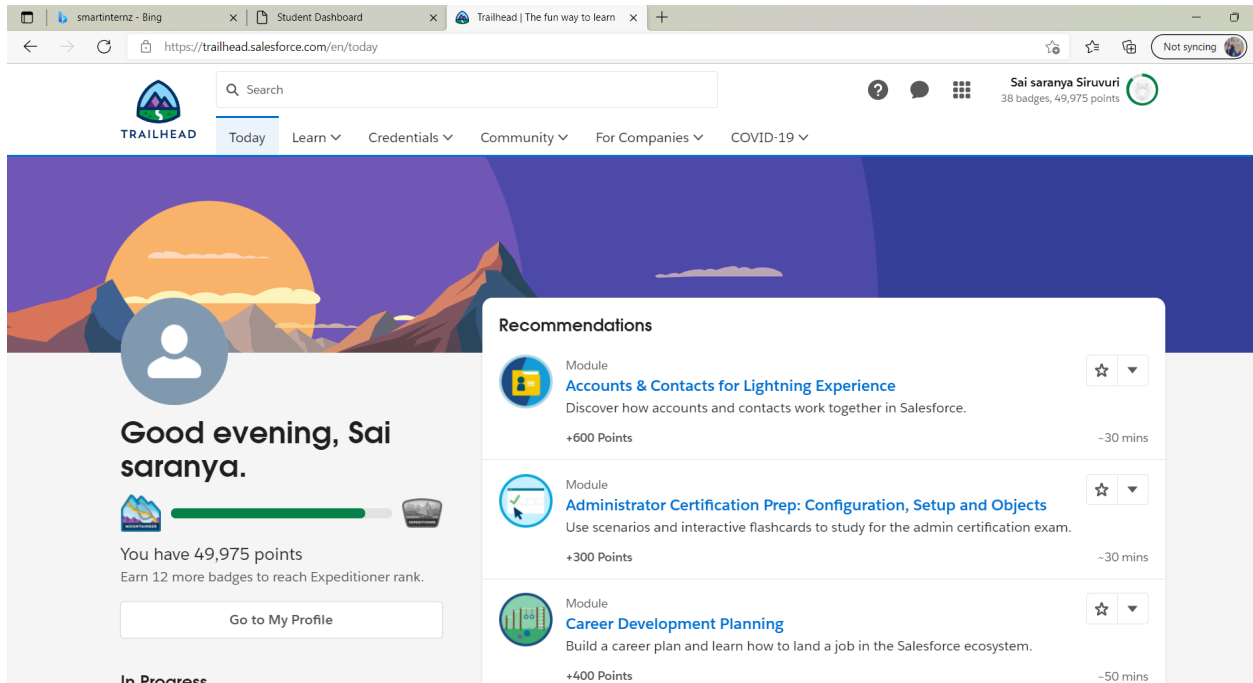 smartinternz - Bing
Student Dashboard
Trailhead | The fun way to learn
https://trailhead.salesforce.com/en/today
Not syncing
TRAILHEAD
Search
Sai saranya Siruvuri
38 badges, 49,975 points
Today
Learn
Credentials
Community
For Companies
COVID-19
Good evening, Sai
saranya.
MOUNTAINEER
EXPEDITIONER
You have 49,975 points
Earn 12 more badges to reach Expeditioner rank.
Go to My Profile
In Progress
Recommendations
Module
Accounts & Contacts for Lightning Experience
Discover how accounts and contacts work together in Salesforce.
+600 Points
~30 mins
Module
Administrator Certification Prep: Configuration, Setup and Objects
Use scenarios and interactive flashcards to study for the admin certification exam.
+300 Points
~30 mins
Module
Career Development Planning
Build a career plan and learn how to land a job in the Salesforce ecosystem.
+400 Points
~50 mins